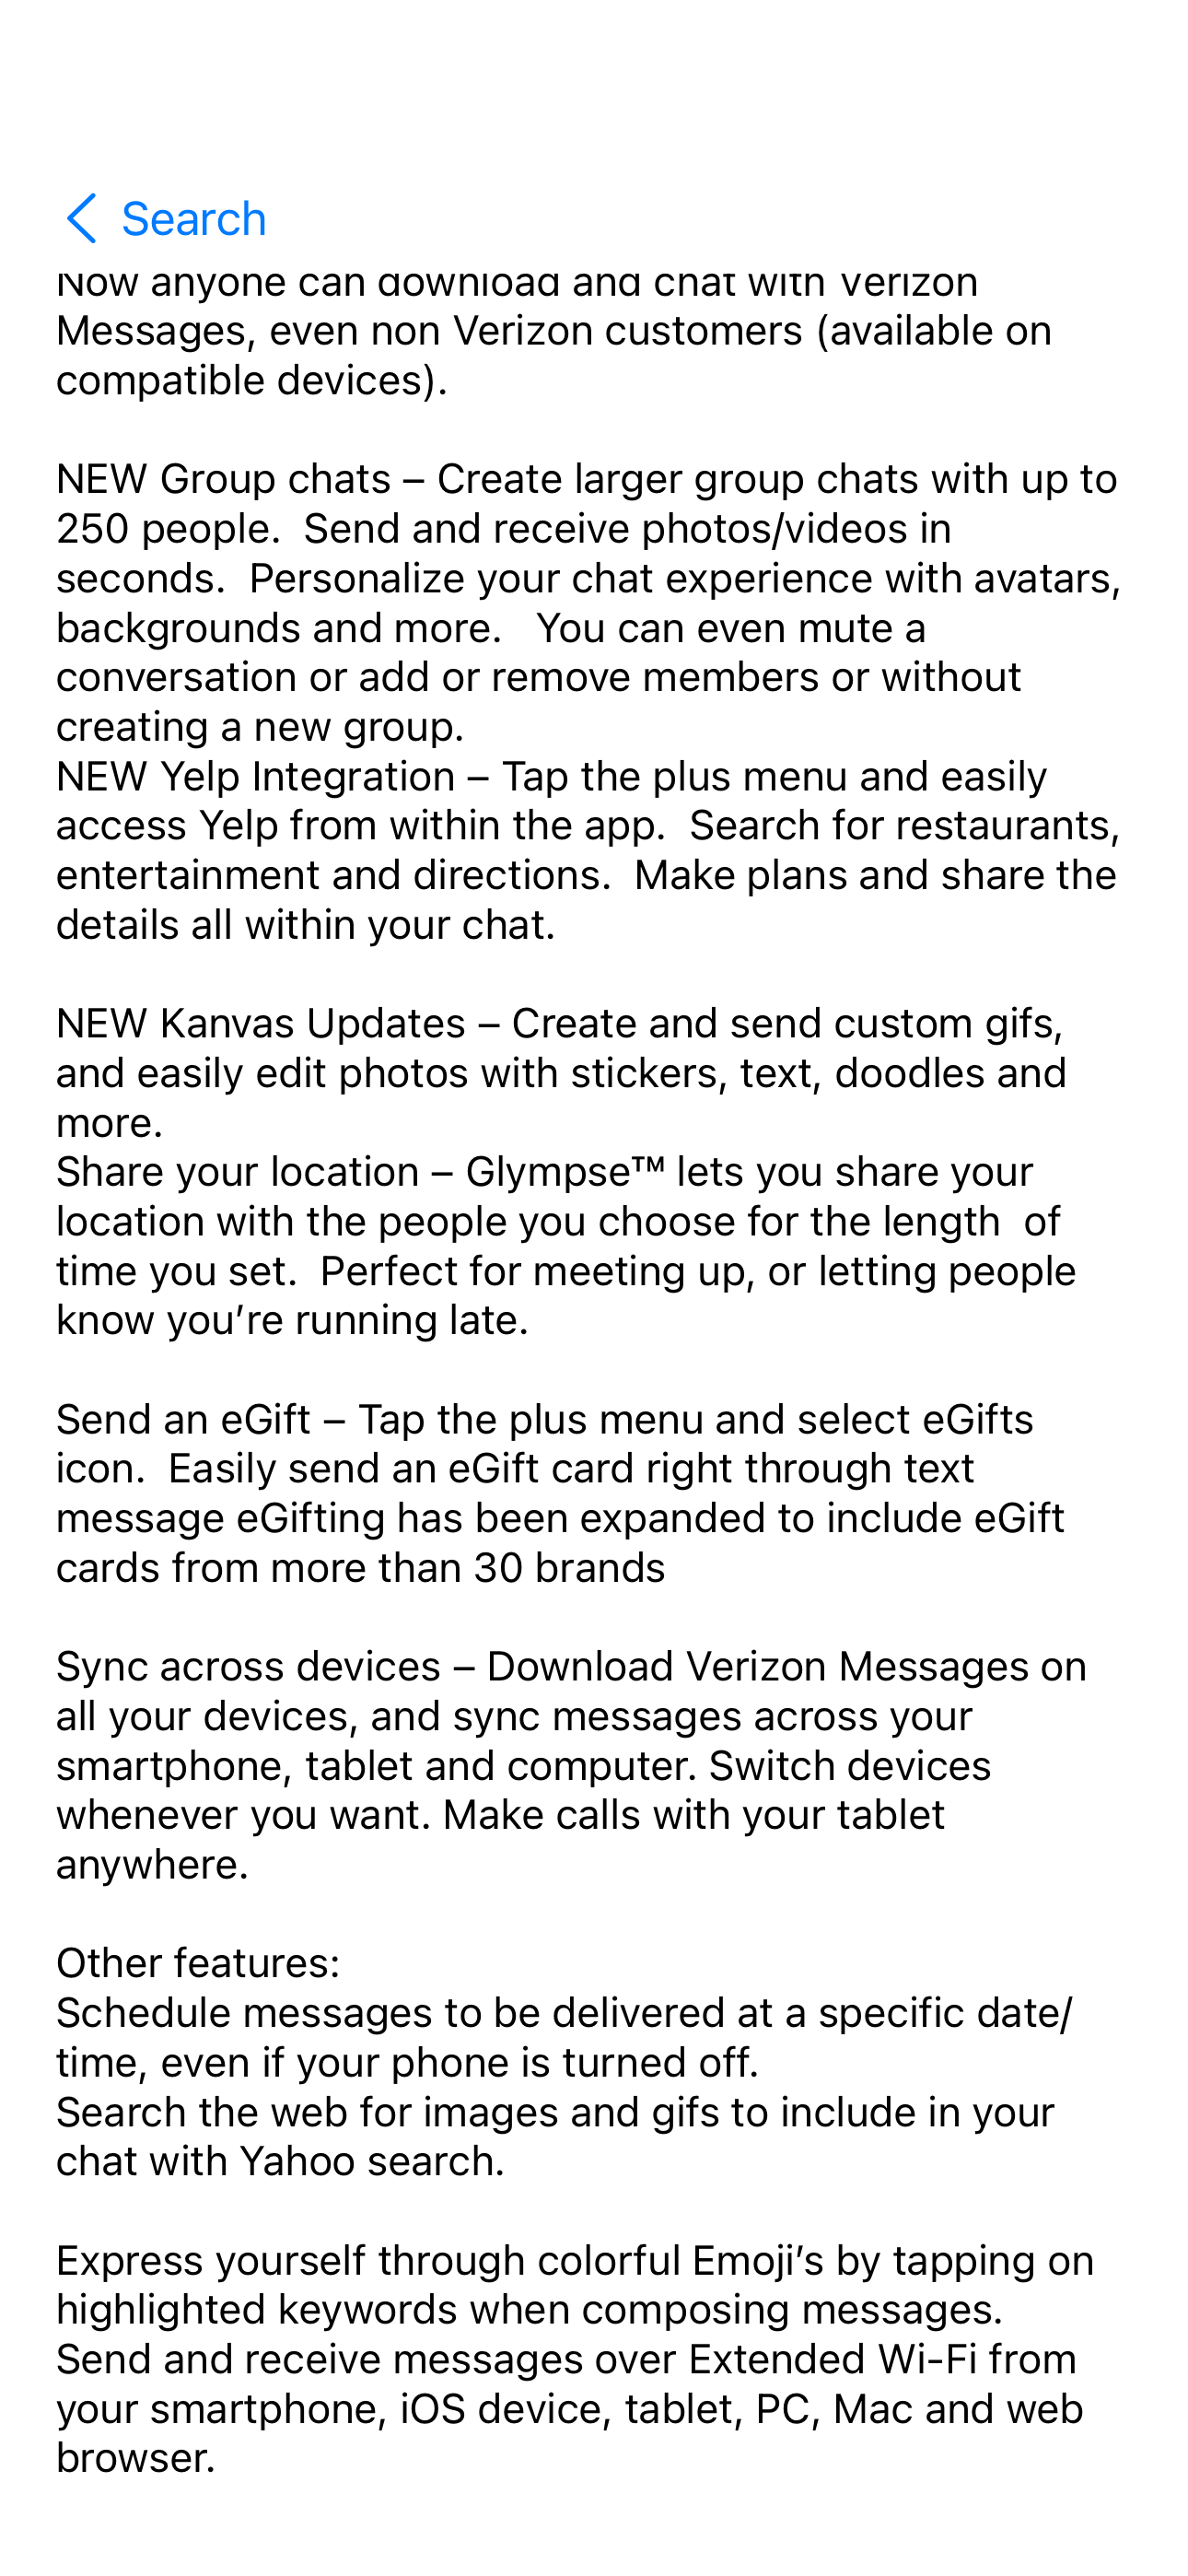 Search
Now anyone can download and chat with Verizon
Messages, even non Verizon customers (available on
compatible devices).
NEW Group chats – Create larger group chats with up to
250 people.  Send and receive photos/videos in
seconds.  Personalize your chat experience with avatars,
backgrounds and more.   You can even mute a
conversation or add or remove members or without
creating a new group.
NEW Yelp Integration – Tap the plus menu and easily
access Yelp from within the app.  Search for restaurants,
entertainment and directions.  Make plans and share the
details all within your chat.
NEW Kanvas Updates – Create and send custom gifs,
and easily edit photos with stickers, text, doodles and
more.
Share your location – Glympse™ lets you share your
location with the people you choose for the length  of
time you set.  Perfect for meeting up, or letting people
know you’re running late.
Send an eGift – Tap the plus menu and select eGifts
icon.  Easily send an eGift card right through text
message eGifting has been expanded to include eGift
cards from more than 30 brands
Sync across devices – Download Verizon Messages on
all your devices, and sync messages across your
smartphone, tablet and computer. Switch devices
whenever you want. Make calls with your tablet
anywhere.
Other features:
Schedule messages to be delivered at a specific date/
time, even if your phone is turned off.
Search the web for images and gifs to include in your
chat with Yahoo search.
Express yourself through colorful Emoji’s by tapping on
highlighted keywords when composing messages.
Send and receive messages over Extended Wi-Fi from
your smartphone, iOS device, tablet, PC, Mac and web
browser.